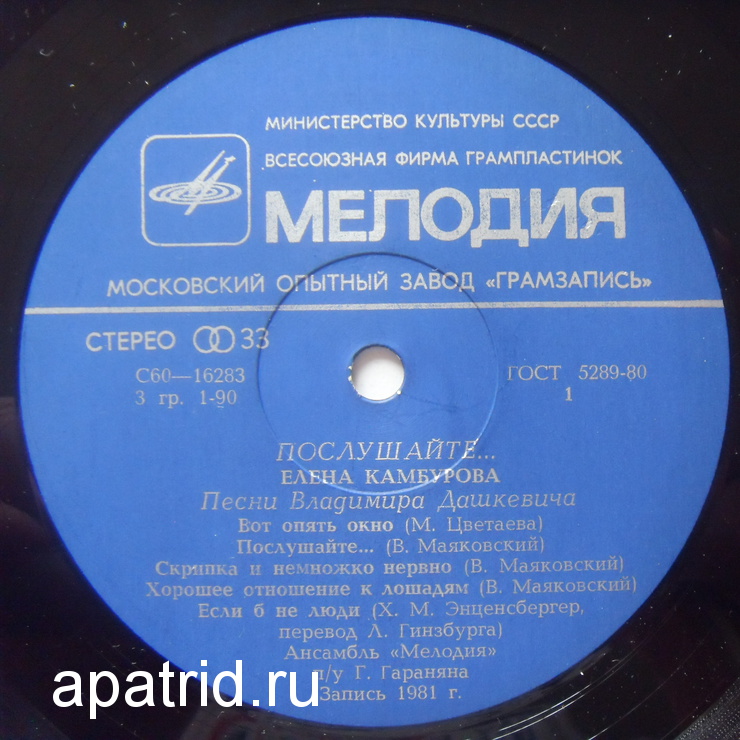 МИНИСТЕРСТВО КУЛЬТУРЫ СССР
ВСЕСОЮЗНАЯ ФИРМА ГРАМПЛАСТИНОК
МЕЛОДИЯ
МОСКОВСКИЙ ОПЫТНЫЙ ЗАВОД «ГРАМЗАПИСЬ»
СТЕРЕО 33
С60—16283 ГОСТ 5289-80
3 гр. 1-90 1
ПОСЛУШАЙТЕ...
ЕЛЕНА КАМБУРОВА
Песни Владимира Дашкевича
Вот опять окно (М. Цветаева)
Послушайте... (В. Маяковский)
Скрипка и немножко нервно (В. Маяковский)
Хорошее отношение к лошадям (В. Маяковский)
Если б не люди (Х. М. Энценсбергер,
перевод Л. Гинзбурга)
Ансамбль «Мелодия»
п/у Г. Гараняна
Запись 1981 г.
apatrid.ru